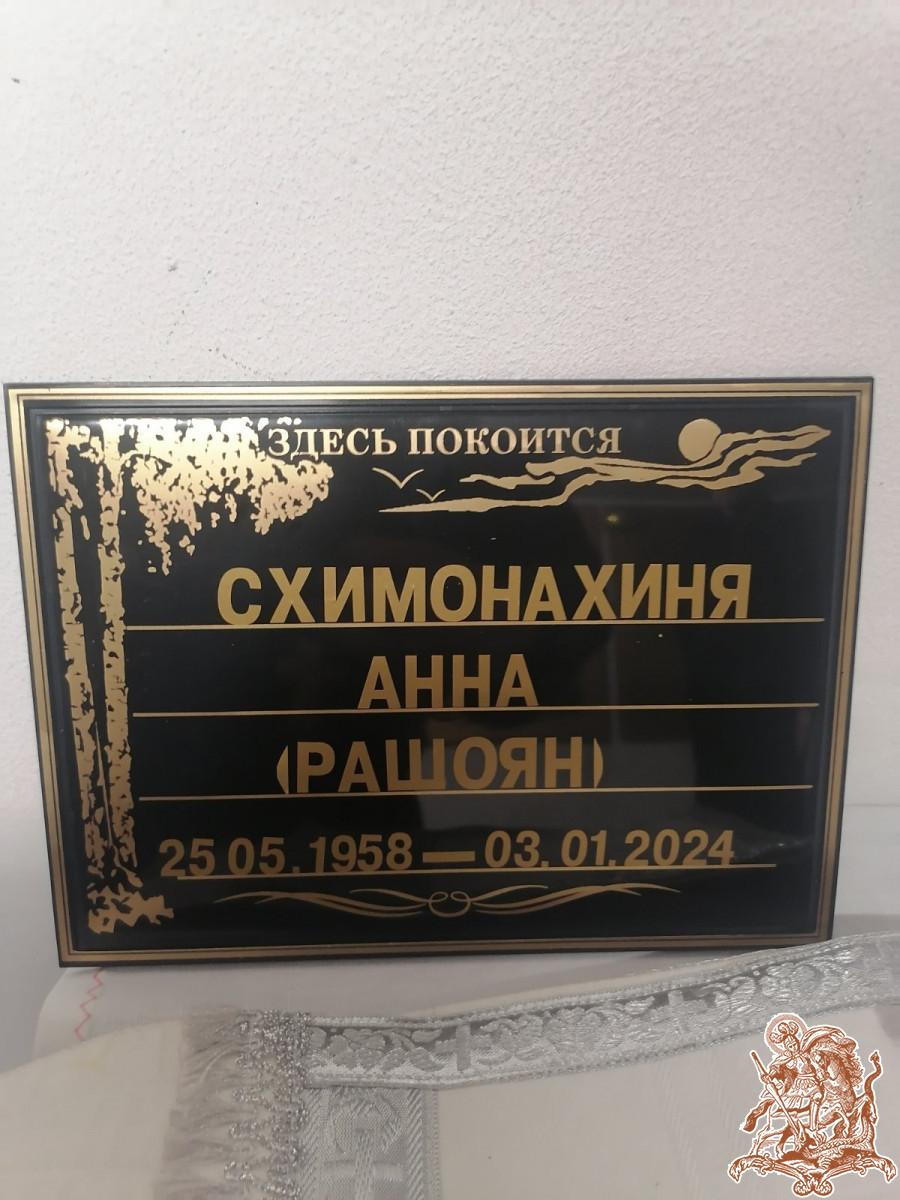 ЗДЕСЬ ПОКОИТСЯ
СХИМОНАХИНЯ
АННА
(РАШОЯН)
25 05.1958 — 03.01.2024